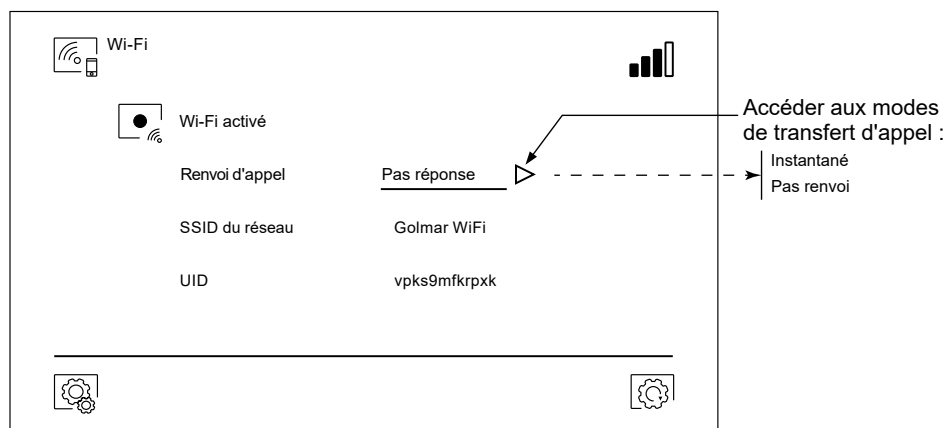 Wi-Fi
Wi-Fi activé
Accéder aux modes
de transfert d'appel :
Renvoi d'appel Pas réponse
Instantané
Pas renvoi
SSID du réseau Golmar WiFi
UID vpks9mfkrpxk